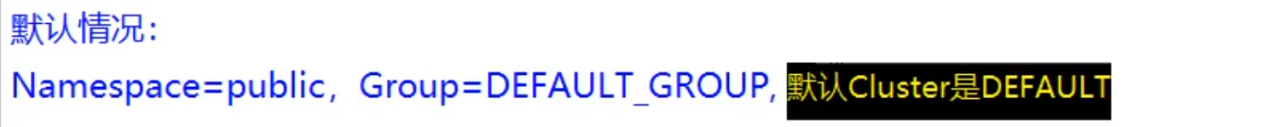 默认情况：
Namespace=public，Group=DEFAULT_GROUP, 默认Cluster是DEFAULT